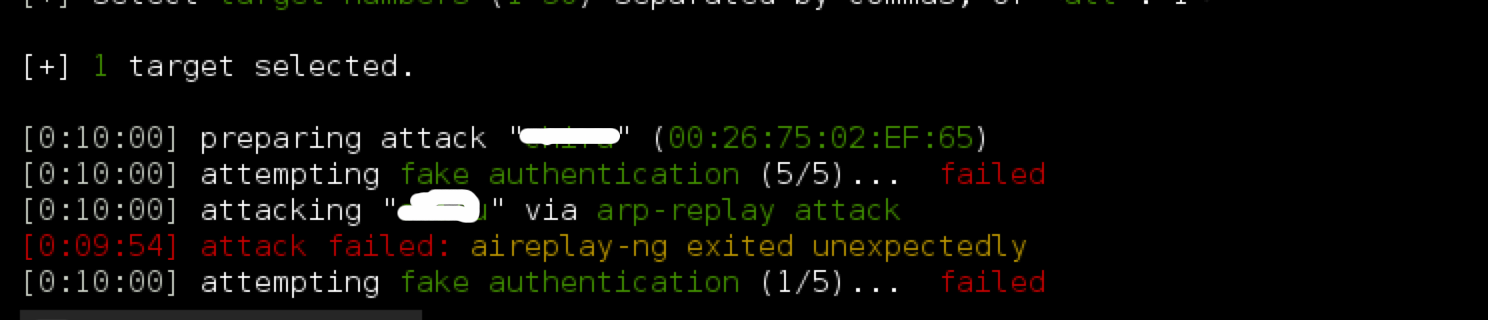 [+] select target numbers (1-30) separated by commas, or 'all': 1
[+] 1 target selected.
[0:10:00] preparing attack "" (00:26:75:02:EF:65)
[0:10:00] attempting fake authentication (5/5)... failed
[0:10:00] attacking "" via arp-replay attack
[0:09:54] attack failed: aireplay-ng exited unexpectedly
[0:10:00] attempting fake authentication (1/5)... failed